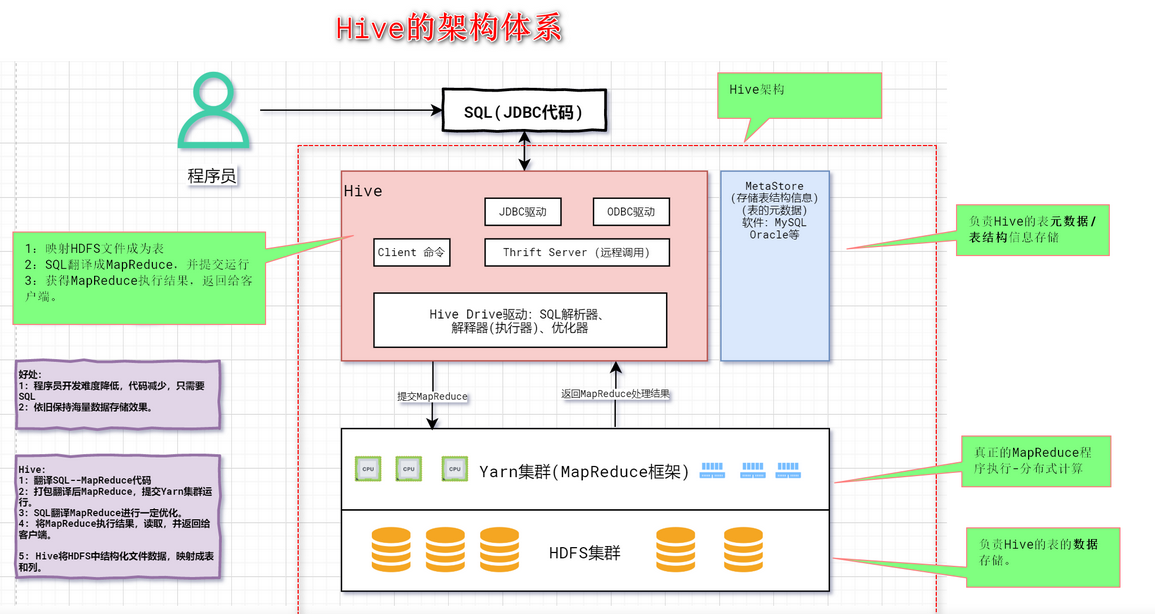 Hive的架构体系
程序员
SQL(JDBC代码)
Hive架构
Hive
JDBC驱动
ODBC驱动
Client 命令
Thrift Server (远程调用)
Hive Drive驱动: SQL解析器、
解释器(执行器)、优化器
MetaStore
(存储表结构信息)
(表的元数据)
软件: MySQL
Oracle等
负责Hive的表元数据/
表结构信息存储
1: 映射HDFS文件成为表
2: SQL翻译成MapReduce, 并提交运行
3: 获得MapReduce执行结果, 返回给客
户端。
好处:
1: 程序员开发难度降低, 代码减少, 只需要
SQL
2: 依旧保持海量数据存储效果。
提交MapReduce
返回MapReduce处理结果
Hive:
1: 翻译SQL--MapReduce代码
2: 打包翻译后MapReduce, 提交Yarn集群运
行。
3: SQL翻译MapReduce进行一定优化。
4: 将MapReduce执行结果, 读取, 并返回给
客户端。
5: Hive将HDFS中结构化文件数据, 映射成表
和列。
CPU
CPU
CPU
Yarn集群(MapReduce框架)
真正的MapReduce程
序执行-分布式计算
HDFS集群
负责Hive的表的数据
存储。